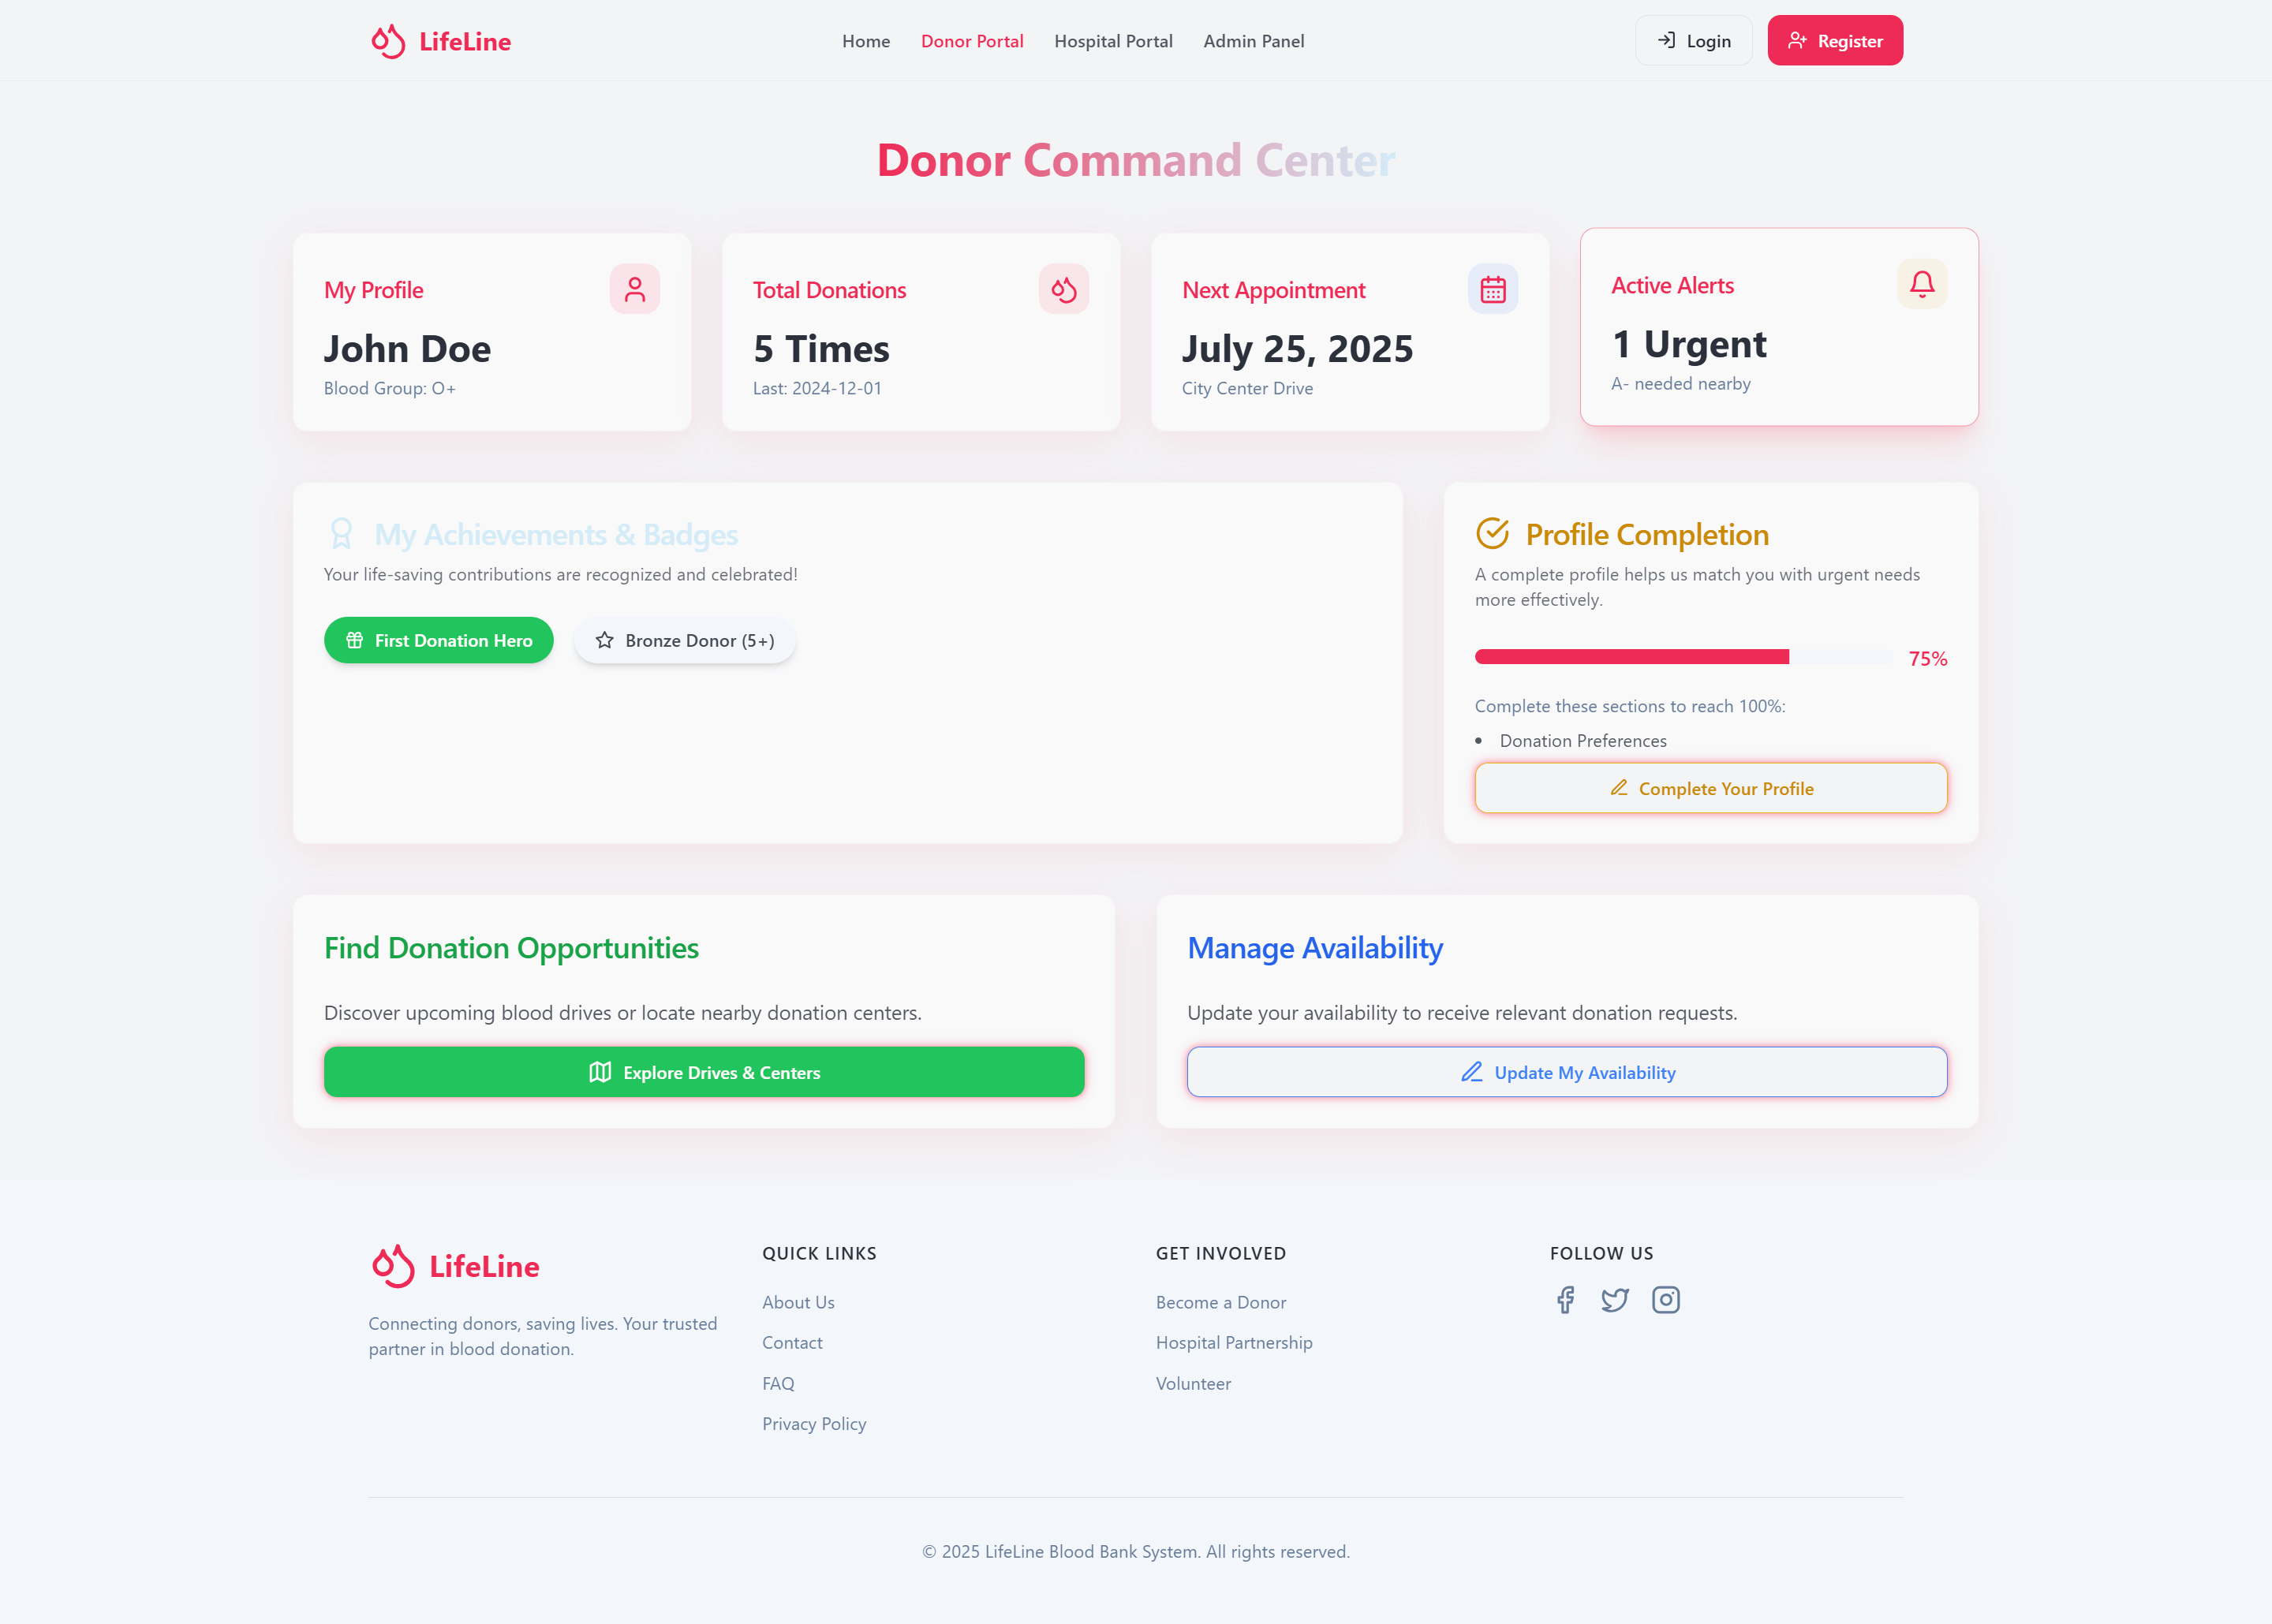 LifeLine
Home
Donor Portal
Hospital Portal
Admin Panel
Login
Register
Donor Command Center
My Profile
John Doe
Blood Group: O+
Total Donations
5 Times
Last: 2024-12-01
Next Appointment
July 25, 2025
City Center Drive
Active Alerts
1 Urgent
A- needed nearby
My Achievements & Badges
Your life-saving contributions are recognized and celebrated!
First Donation Hero
Bronze Donor (5+)
Profile Completion
A complete profile helps us match you with urgent needs
more effectively.
75%
Complete these sections to reach 100%:
• Donation Preferences
Complete Your Profile
Find Donation Opportunities
Discover upcoming blood drives or locate nearby donation centers.
Explore Drives & Centers
Manage Availability
Update your availability to receive relevant donation requests.
Update My Availability
LifeLine
Connecting donors, saving lives. Your trusted
partner in blood donation.
QUICK LINKS
About Us
Contact
FAQ
Privacy Policy
GET INVOLVED
Become a Donor
Hospital Partnership
Volunteer
FOLLOW US
© 2025 LifeLine Blood Bank System. All rights reserved.